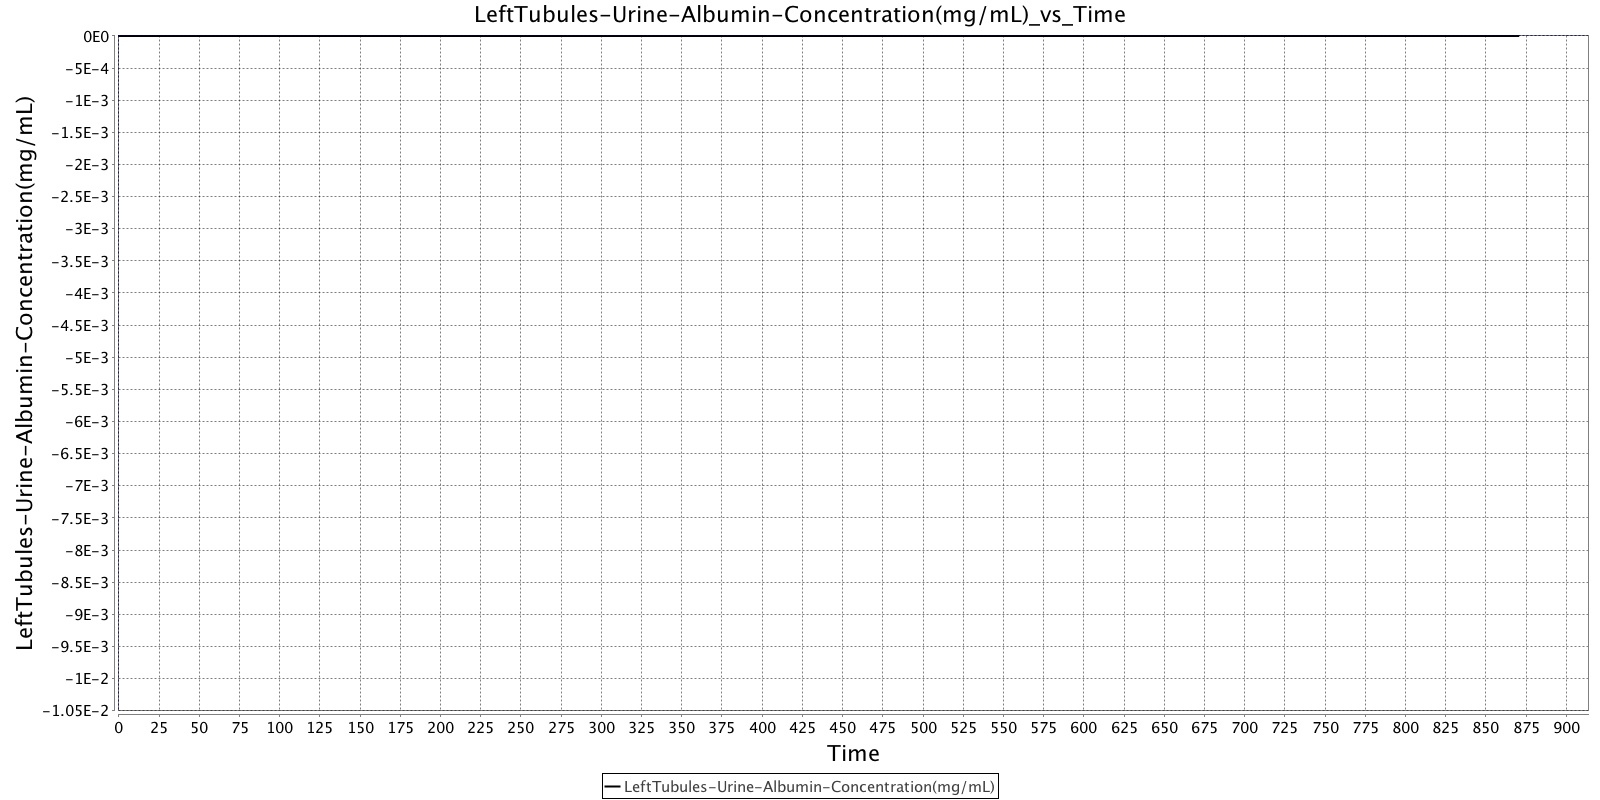 LeftTubules-Urine-Albumin-Concentration(mg/mL)_vs_Time
LeftTubules-Urine-Albumin-Concentration(mg/mL)
0E0
-5E-4
-1E-3
-1.5E-3
-2E-3
-2.5E-3
-3E-3
-3.5E-3
-4E-3
-4.5E-3
-5E-3
-5.5E-3
-6E-3
-6.5E-3
-7E-3
-7.5E-3
-8E-3
-8.5E-3
-9E-3
-9.5E-3
-1E-2
-1.05E-2
0 25 50 75 100 125 150 175 200 225 250 275 300 325 350 375 400 425 450 475 500 525 550 575 600 625 650 675 700 725 750 775 800 825 850 875 900
Time
LeftTubules-Urine-Albumin-Concentration(mg/mL)